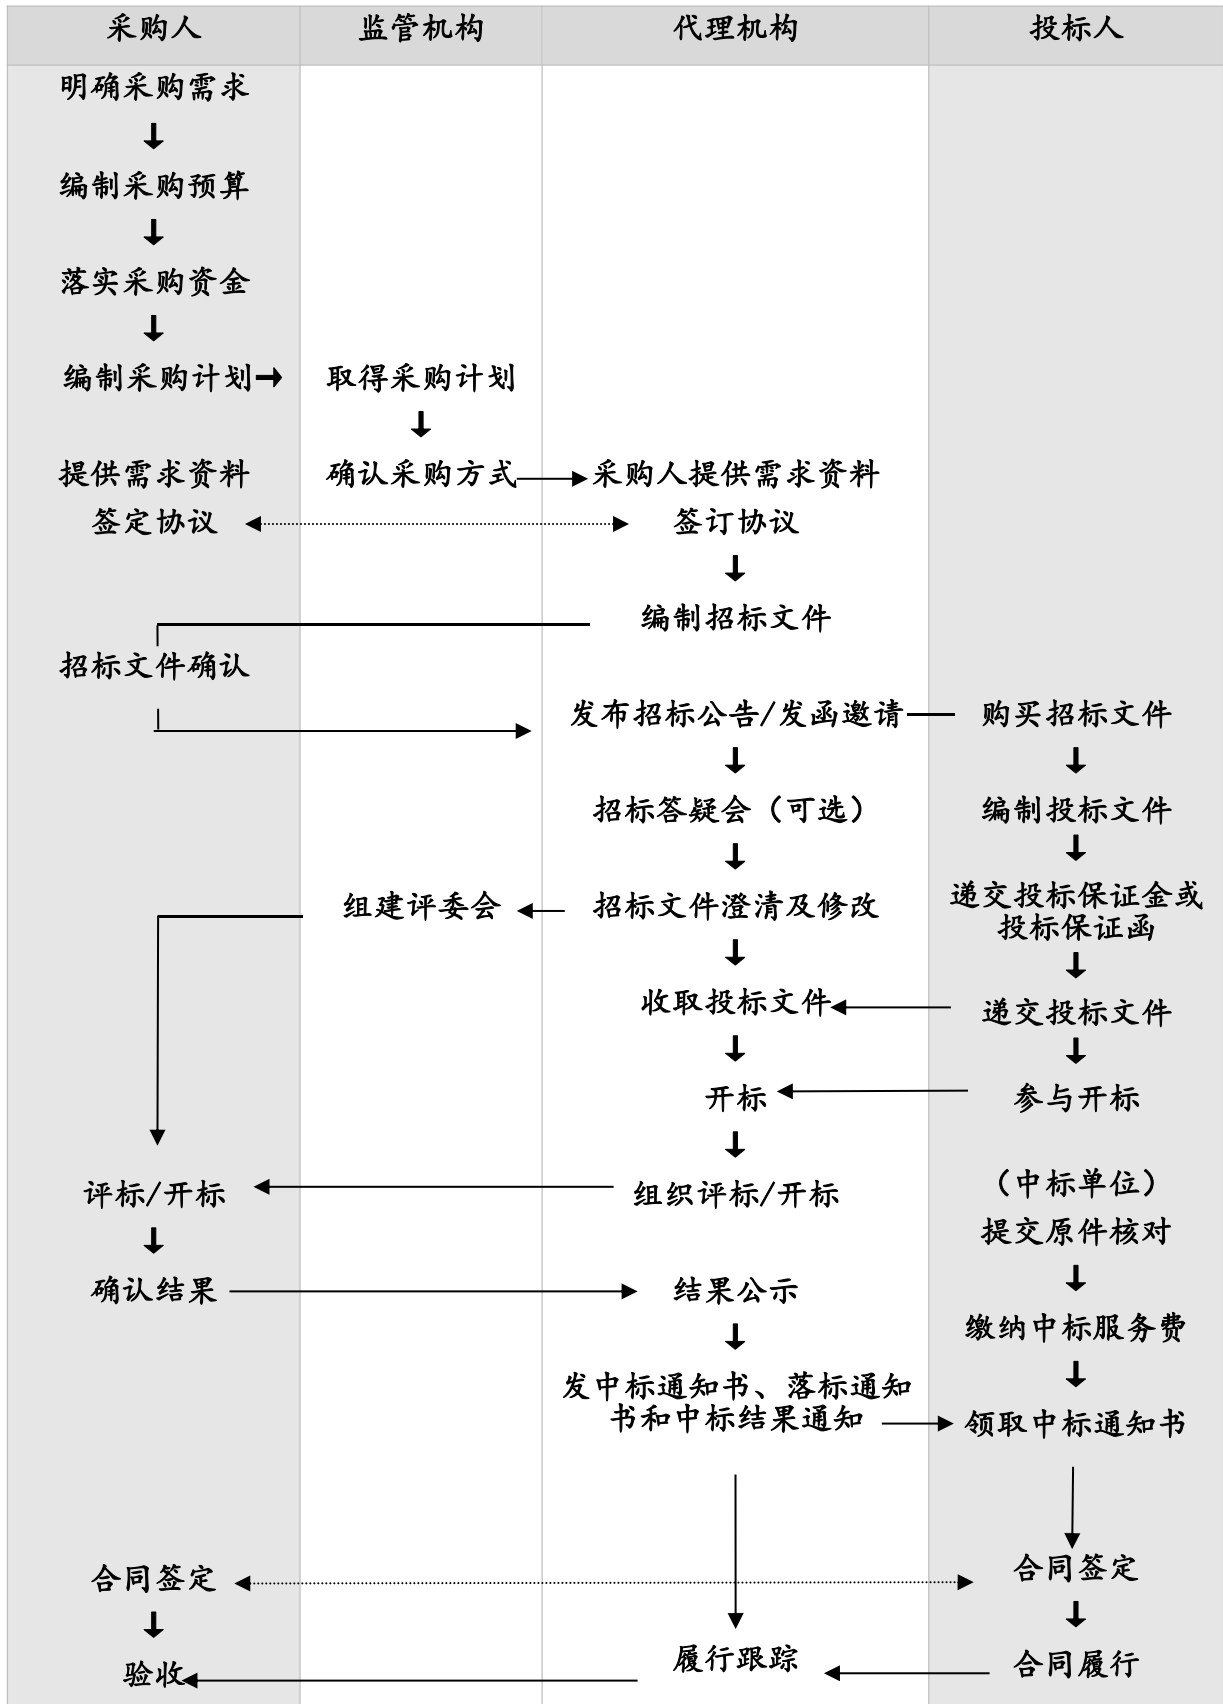 采购人
监管机构
代理机构
投标人
明确采购需求
编制采购预算
落实采购资金
编制采购计划
取得采购计划
提供需求资料
确认采购方式
采购人提供需求资料
签定协议
签订协议
编制招标文件
招标文件确认
发布招标公告/发函邀请
购买招标文件
招标答疑会（可选）
编制投标文件
组建评委会
招标文件澄清及修改
递交投标保证金或
投标保证函
收取投标文件
递交投标文件
开标
参与开标
评标/开标
组织评标/开标
（中标单位）
提交原件核对
确认结果
结果公示
缴纳中标服务费
发中标通知书、落标通知
书和中标结果通知
领取中标通知书
合同签定
合同签定
验收
履行跟踪
合同履行